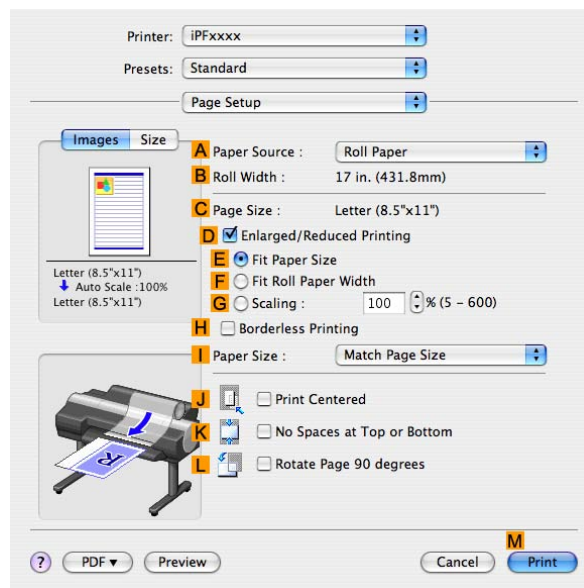 Printer: iPFxxxx
Presets: Standard
Page Setup
Images Size
A Paper Source : Roll Paper
B Roll Width : 17 in. (431.8mm)
C Page Size : Letter (8.5"x11")
D Enlarged/Reduced Printing
E Fit Paper Size
F Fit Roll Paper Width
G Scaling : 100 % (5 - 600)
Letter (8.5"x11")
Auto Scale :100%
Letter (8.5"x11")
H Borderless Printing
I Paper Size : Match Page Size
J Print Centered
K No Spaces at Top or Bottom
L Rotate Page 90 degrees
R
M
? PDF▼ Preview Cancel Print